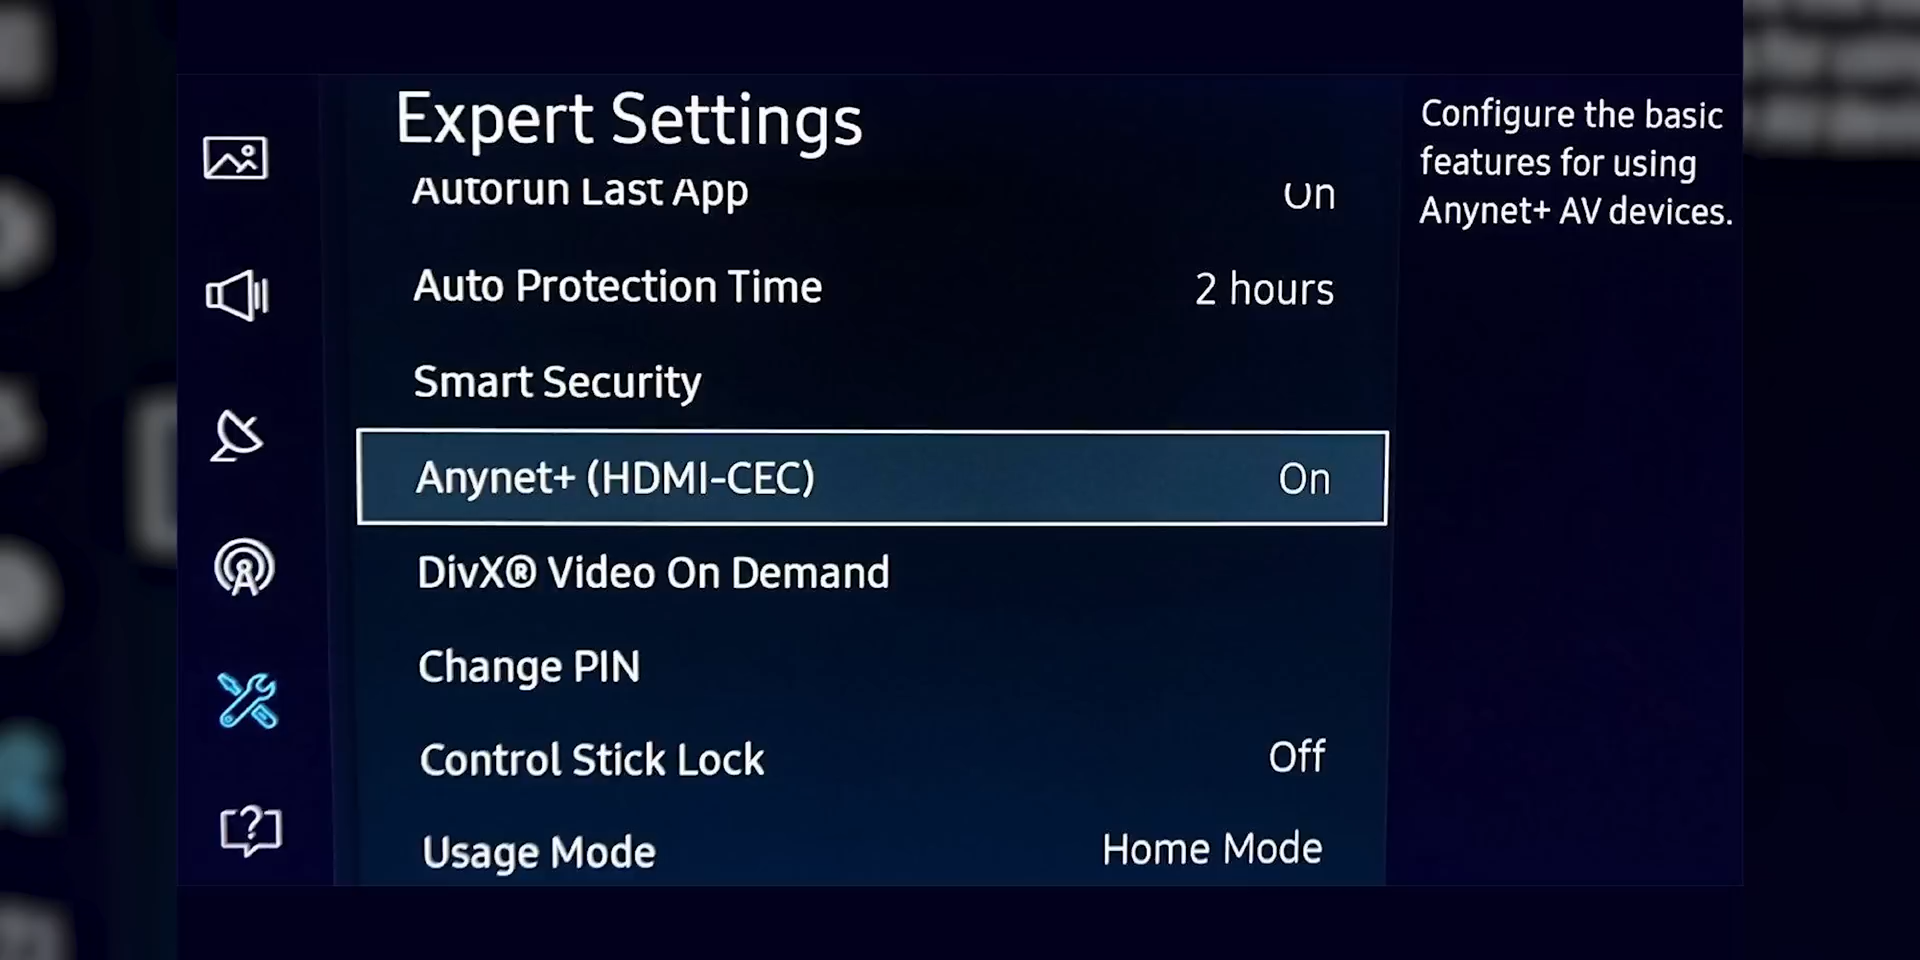 Expert Settings
Autorun Last App On
Auto Protection Time 2 hours
Smart Security
Anynet+ (HDMI-CEC) On
DivX® Video On Demand
Change PIN
Control Stick Lock Off
Usage Mode Home Mode
Configure the basic
features for using
Anynet+ AV devices.